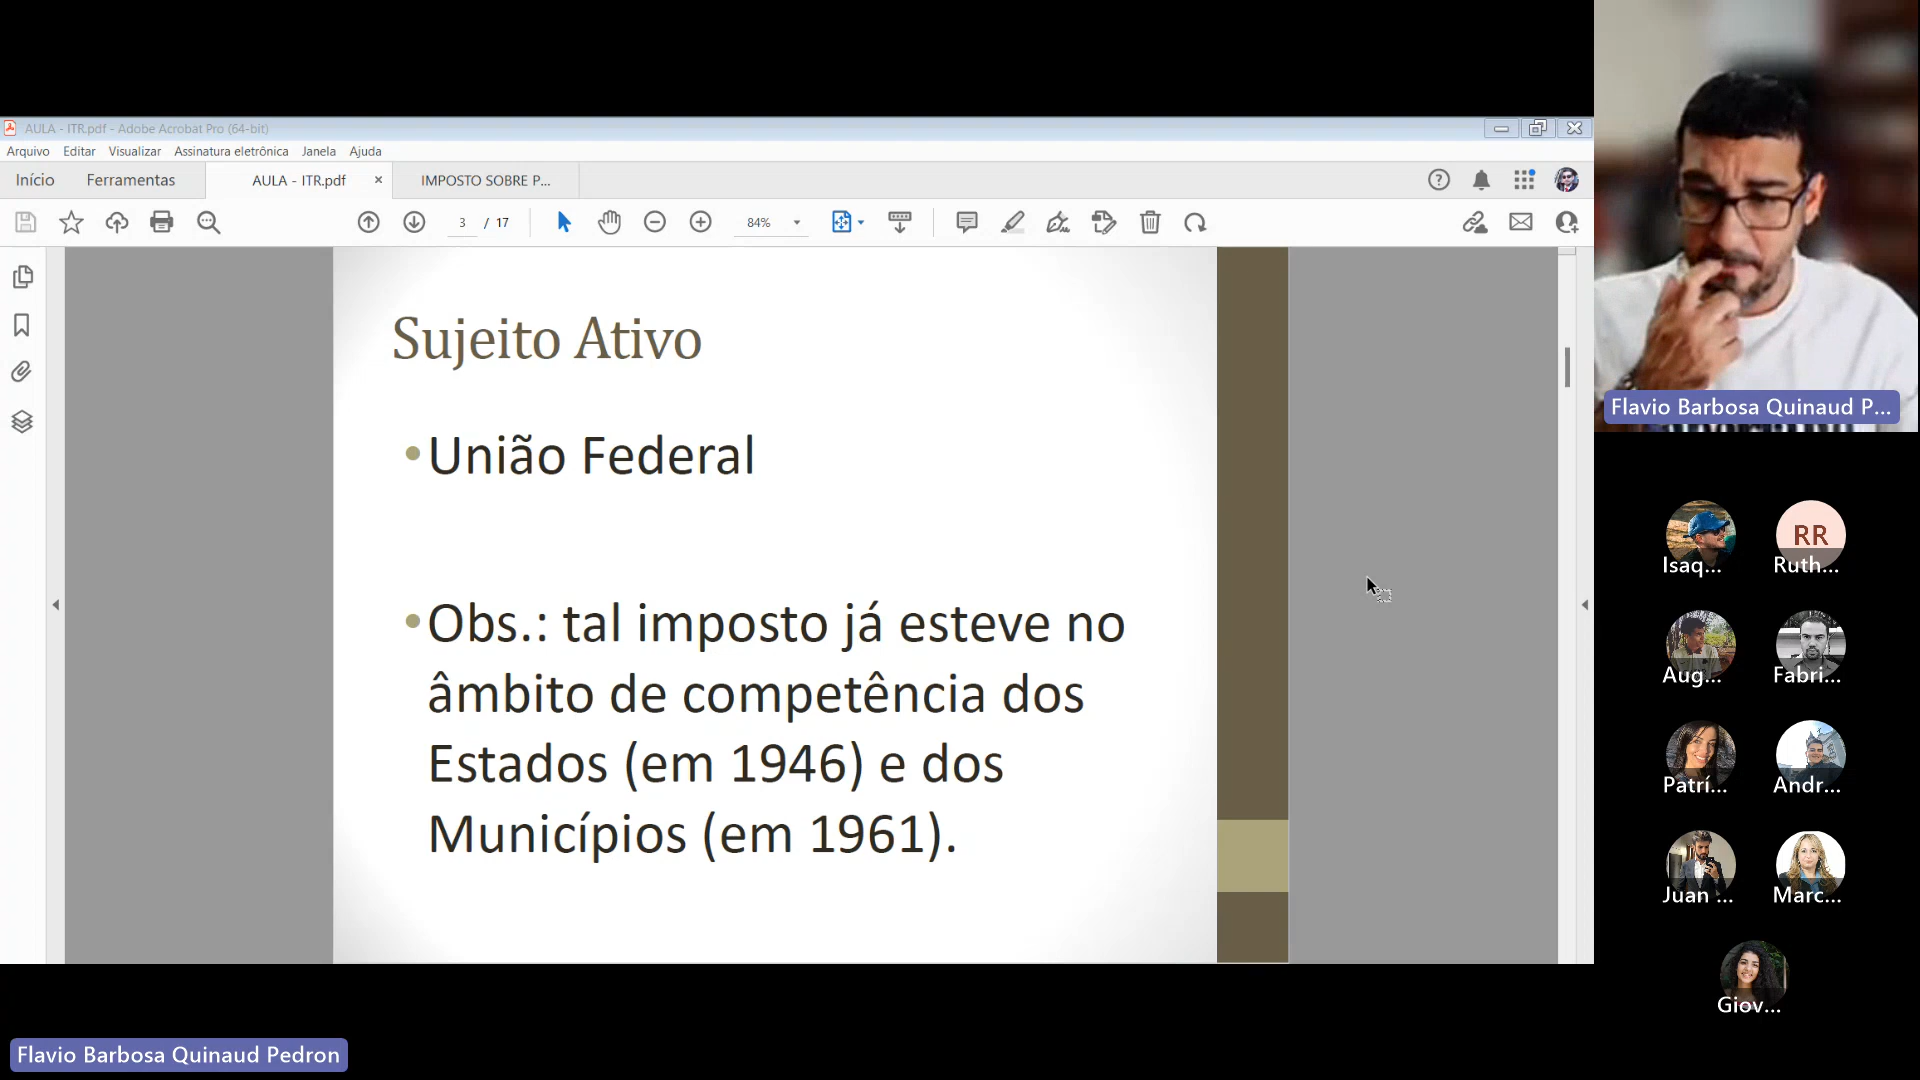 AULA - ITR.pdf - Adobe Acrobat Pro (64-bit)
Arquivo Editar Visualizar Assinatura eletrônica Janela Ajuda
Início Ferramentas AULA - ITR.pdf × IMPOSTO SOBRE P...
3 / 17 84%
Sujeito Ativo
•União Federal
•Obs.: tal imposto já esteve no
âmbito de competência dos
Estados (em 1946) e dos
Municípios (em 1961).
Flavio Barbosa Quinaud P...
RR
Isaq... Ruth...
Aug... Fabri...
Patrí... Andr...
Juan ... Marc...
Giov...
Flavio Barbosa Quinaud Pedron